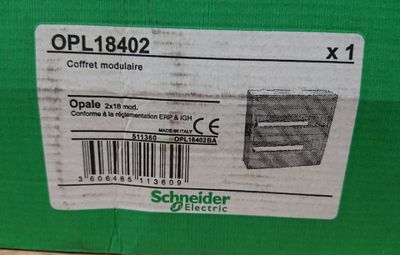 OPL18402 x 1
Coffret modulaire
Opale 2x18 mod.
Conforme à la réglementation ERP & IGH
MADE IN ITALY CE
511360 OPL18402BA
3 606485 113609
Schneider
Electric